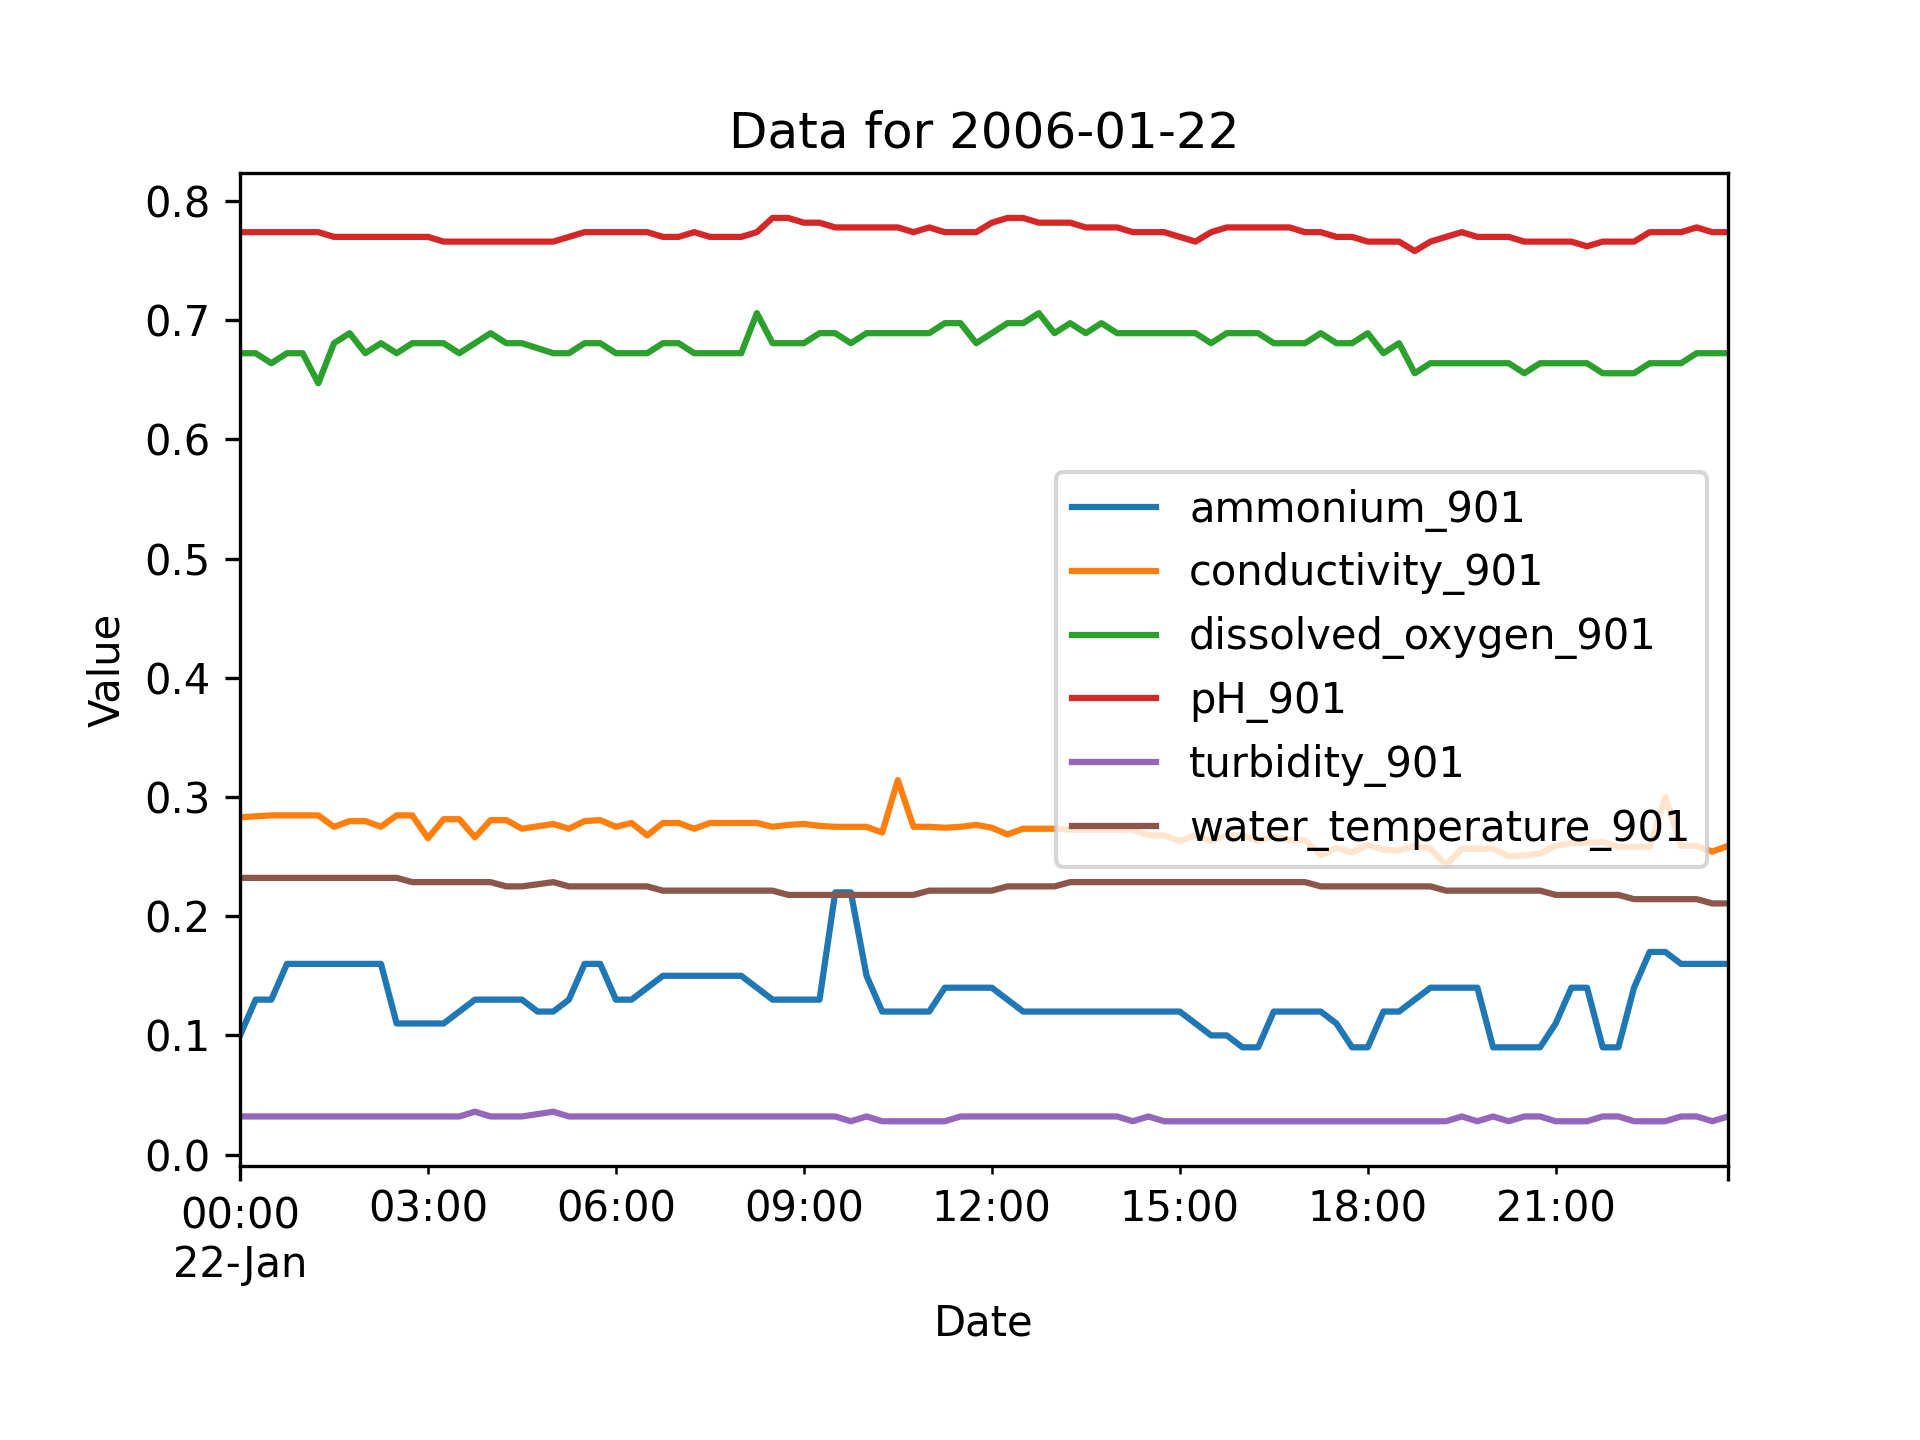 Data for 2006-01-22
Value
0.8
0.7
0.6
0.5
0.4
0.3
0.2
0.1
0.0
ammonium_901
conductivity_901
dissolved_oxygen_901
pH_901
turbidity_901
water_temperature_901
00:00 03:00 06:00 09:00 12:00 15:00 18:00 21:00
22-Jan
Date